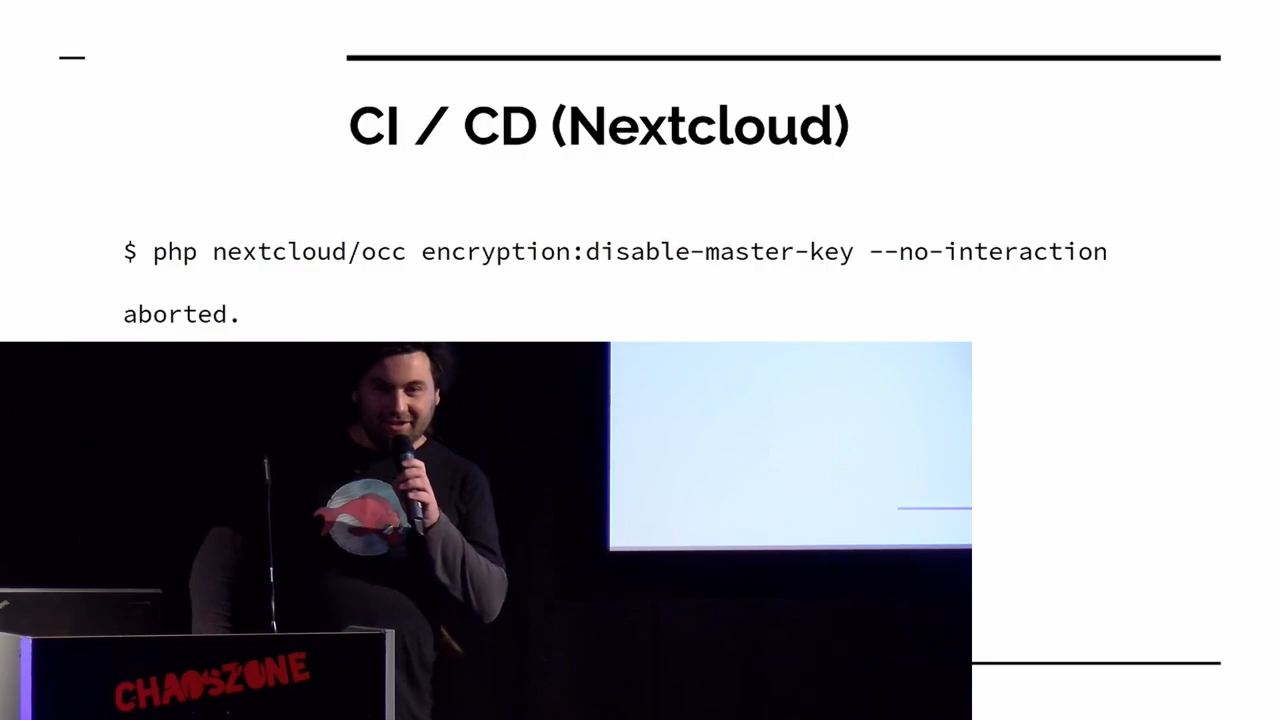 CI / CD (Nextcloud)
$ php nextcloud/occ encryption:disable-master-key --no-interaction
aborted.
CHAOSZONE